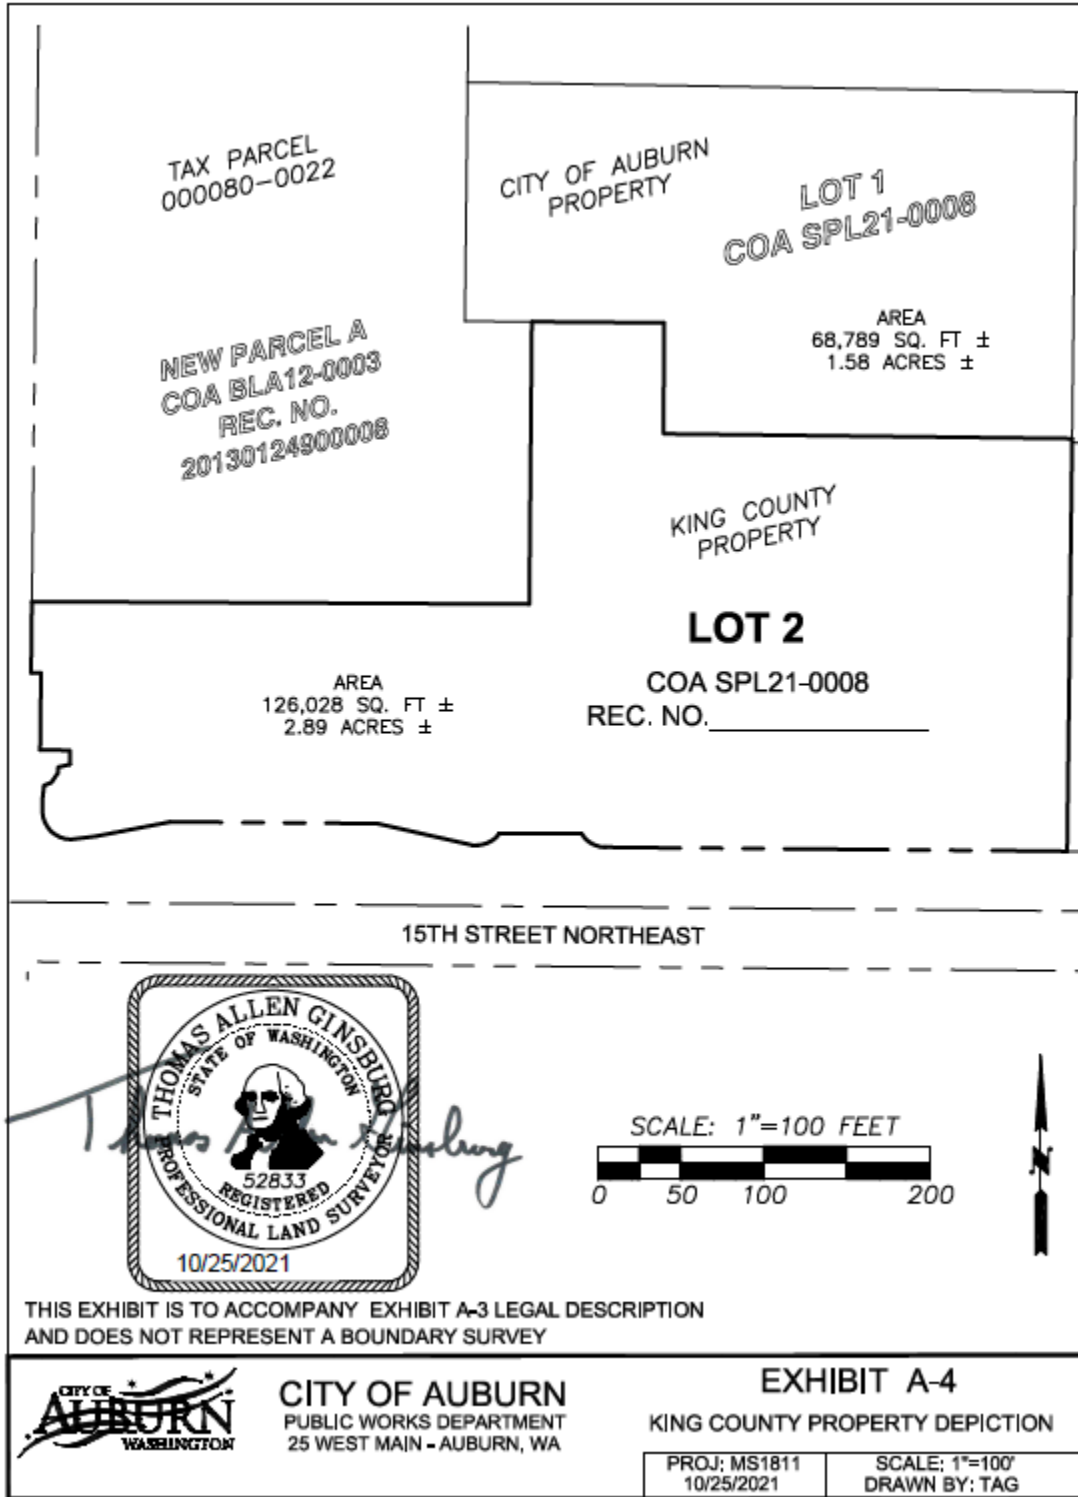 TAX PARCEL
000080-0022
CITY OF AUBURN
PROPERTY
LOT 1
COA SPL21-0008
AREA
68,789 SQ. FT ±
1.58 ACRES ±
NEW PARCEL A
COA BLA12-0003
REC. NO.
20130124900008
KING COUNTY
PROPERTY
LOT 2
COA SPL21-0008
REC. NO.
AREA
126,028 SQ. FT ±
2.89 ACRES ±
15TH STREET NORTHEAST
THOMAS ALLEN GINSBURG
STATE OF WASHINGTON
Thomas Allen Ginsburg
52833
REGISTERED
PROFESSIONAL LAND SURVEYOR
10/25/2021
SCALE: 1"=100 FEET
0 50 100 200
N
THIS EXHIBIT IS TO ACCOMPANY EXHIBIT A-3 LEGAL DESCRIPTION
AND DOES NOT REPRESENT A BOUNDARY SURVEY
CITY OF
AUBURN
WASHINGTON
CITY OF AUBURN
PUBLIC WORKS DEPARTMENT
25 WEST MAIN - AUBURN, WA
EXHIBIT A-4
KING COUNTY PROPERTY DEPICTION
PROJ: MS1811
10/25/2021
SCALE: 1"=100'
DRAWN BY: TAG